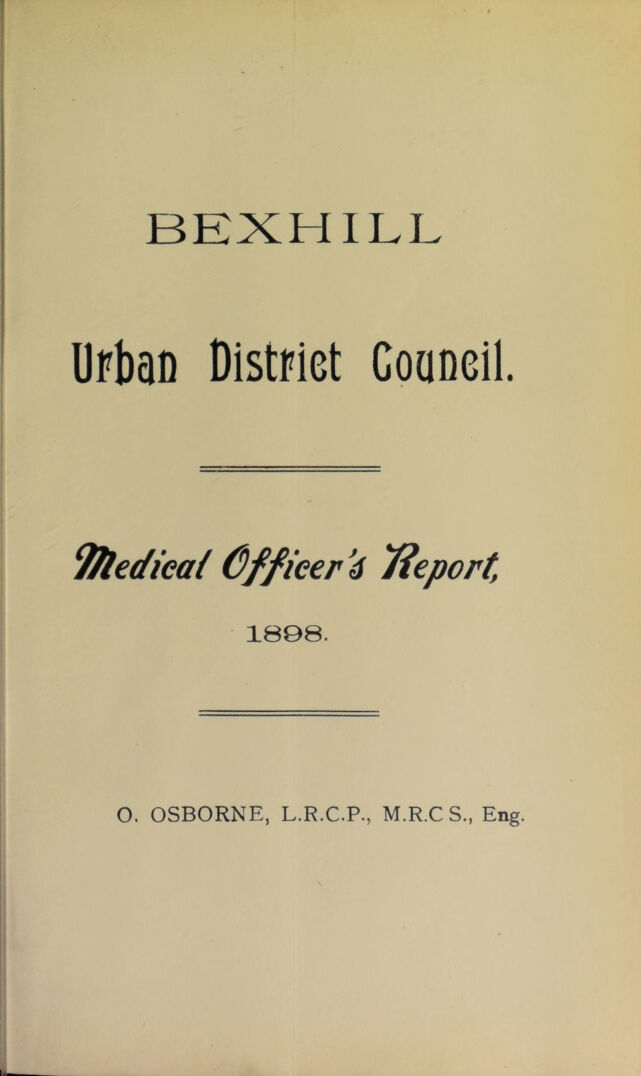 BEXHILL
Urban District Council.
Medical Officer's Report,
1898.
O. OSBORNE, L.R.C.P., M.R.C S., Eng.